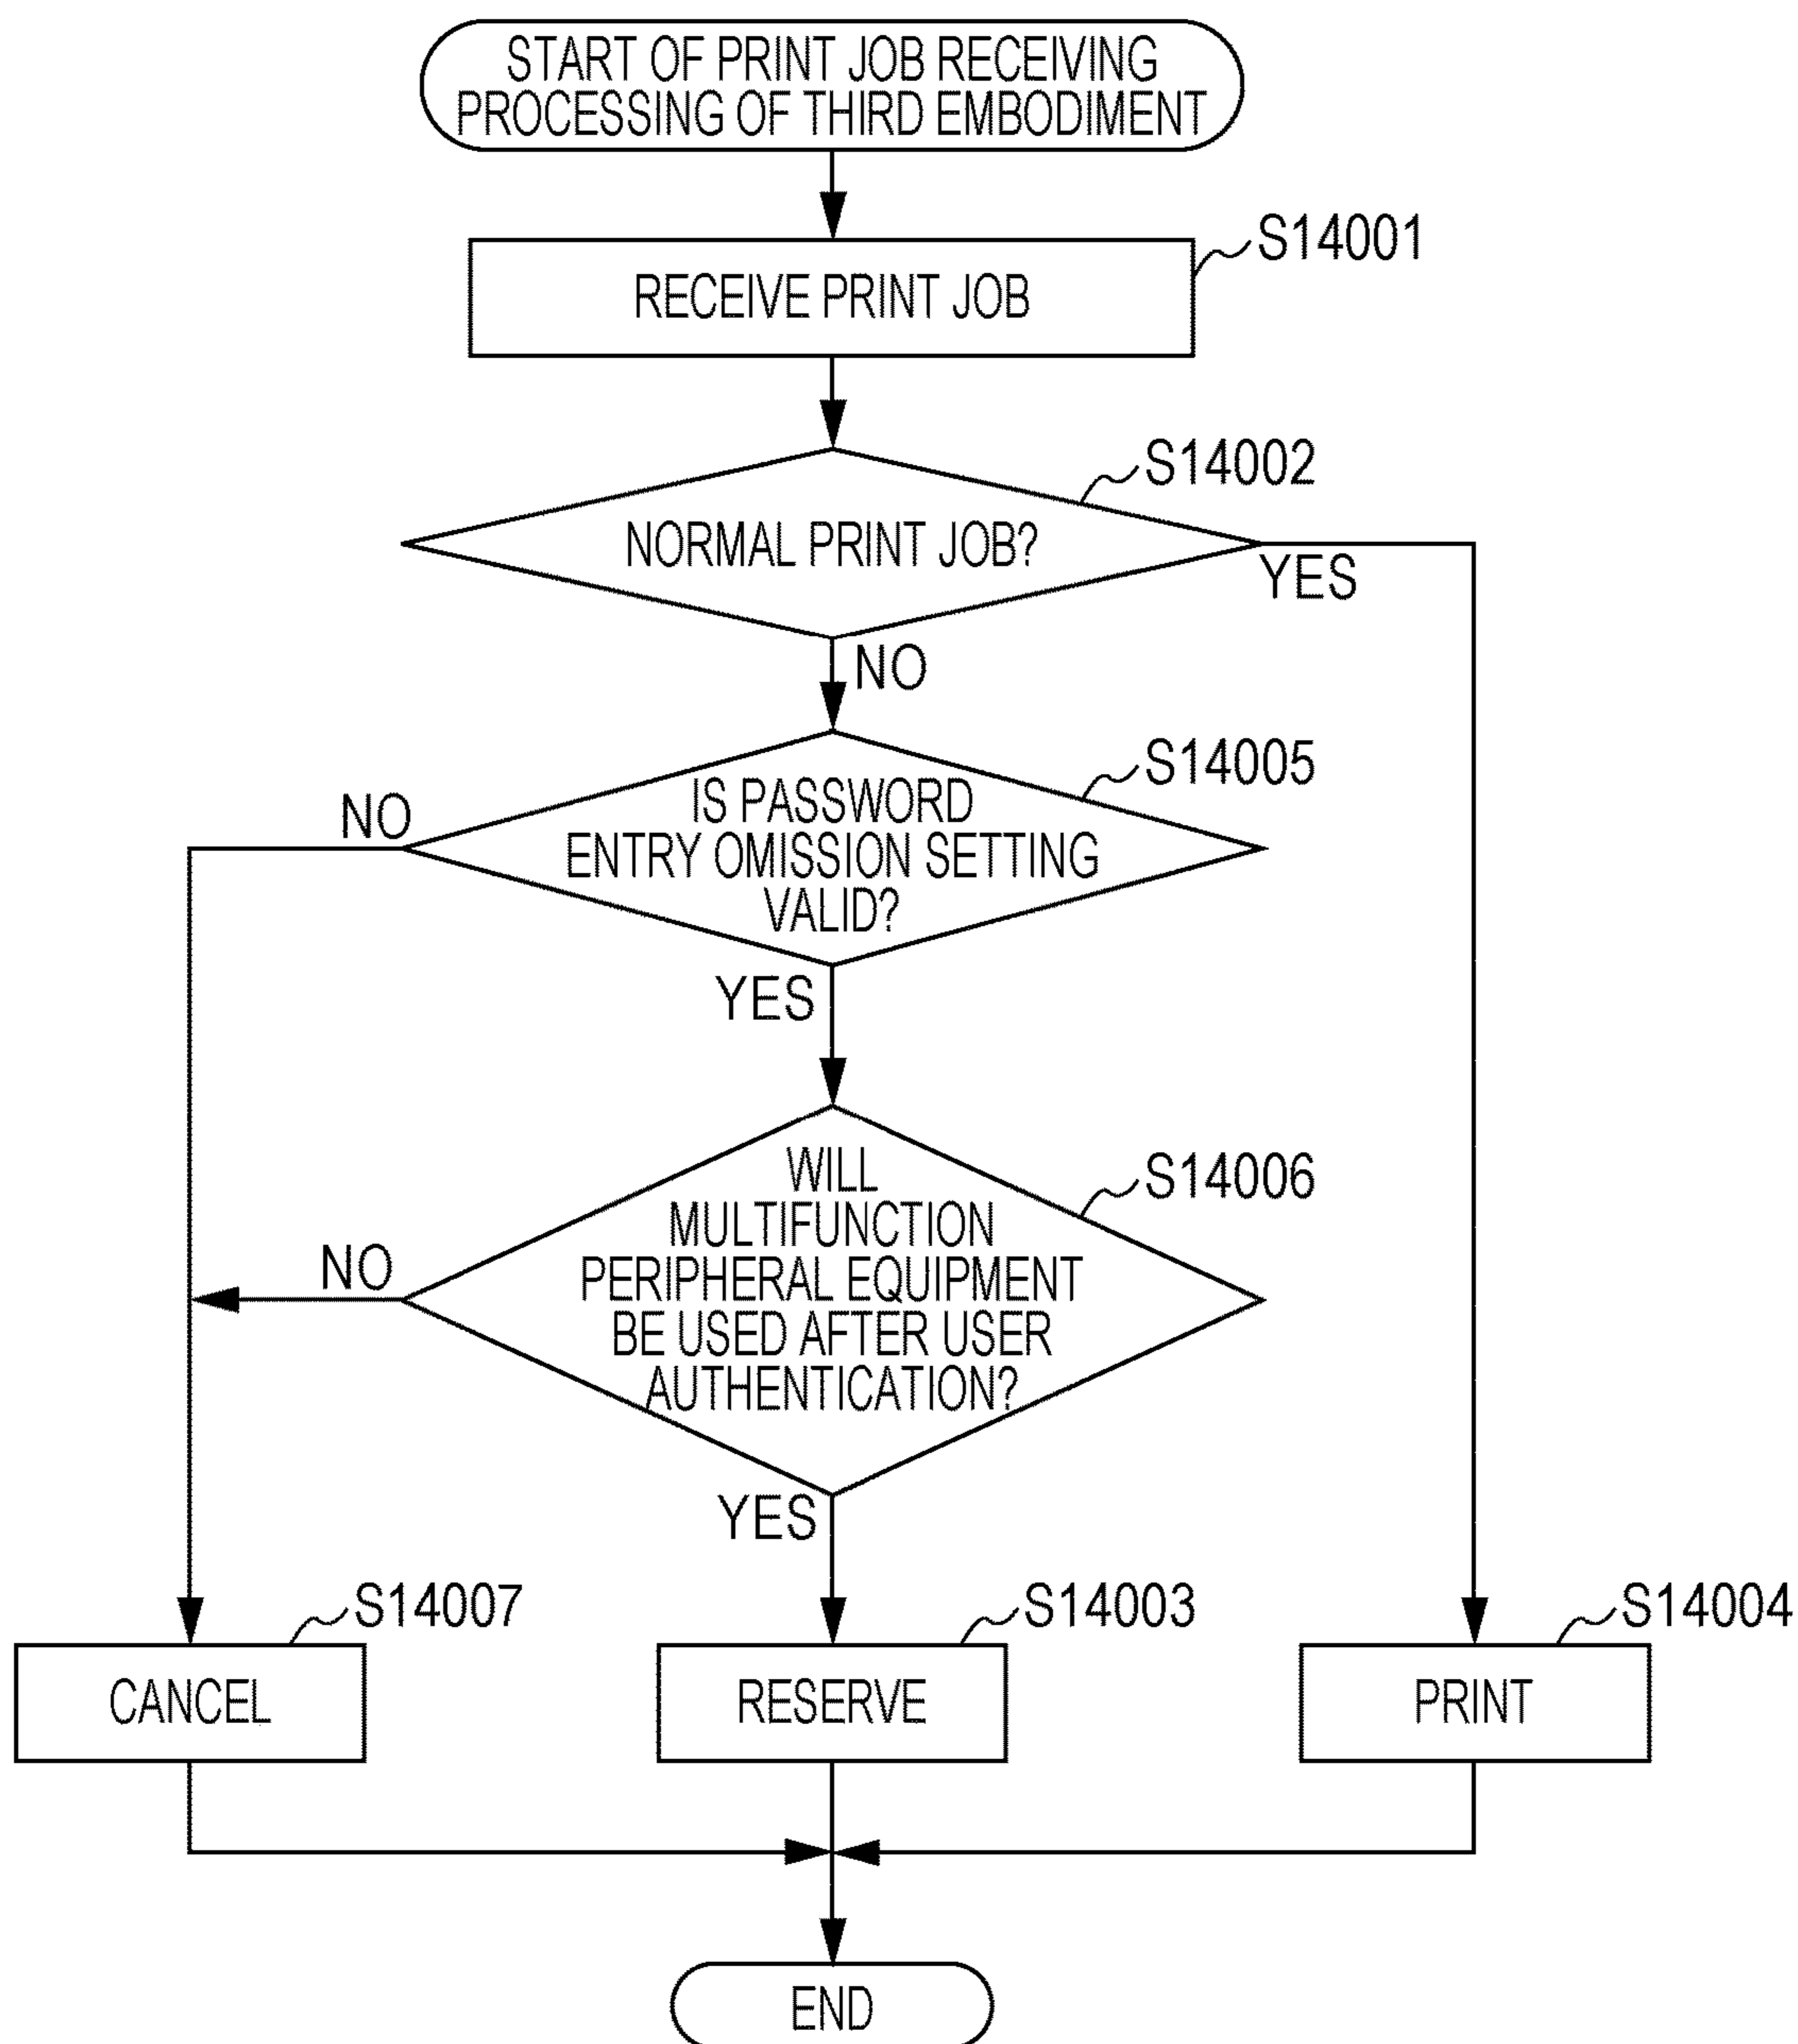 START OF PRINT JOB RECEIVING
PROCESSING OF THIRD EMBODIMENT
S14001
RECEIVE PRINT JOB
S14002
NORMAL PRINT JOB?
YES
NO
S14005
IS PASSWORD
ENTRY OMISSION SETTING
VALID?
NO
YES
S14006
WILL
MULTIFUNCTION
PERIPHERAL EQUIPMENT
BE USED AFTER USER
AUTHENTICATION?
NO
YES
S14007
S14003
S14004
CANCEL
RESERVE
PRINT
END